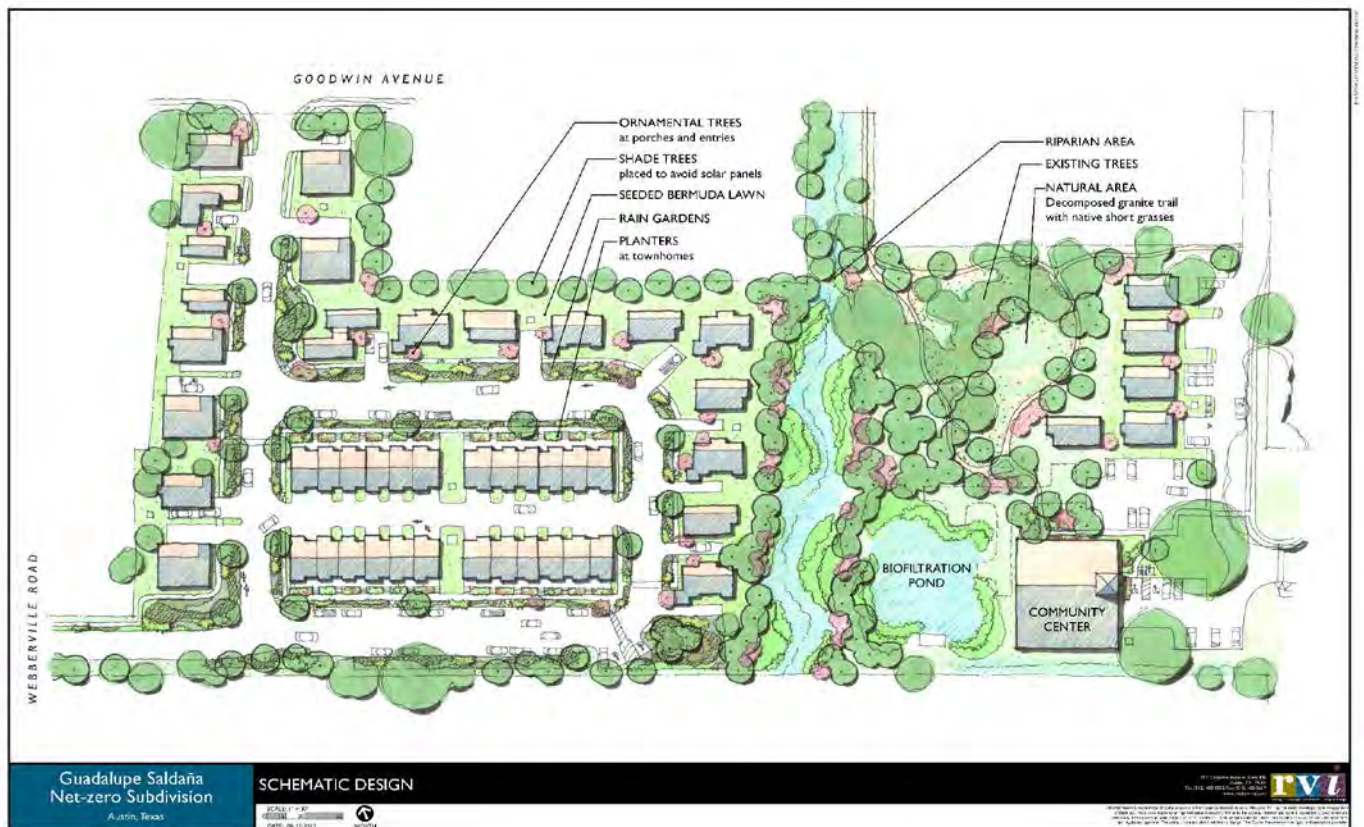 GOODWIN AVENUE
ORNAMENTAL TREES
at porches and entries
SHADE TREES
placed to avoid solar panels
SEEDED BERMUDA LAWN
RAIN GARDENS
PLANTERS
at townhomes
RIPARIAN AREA
EXISTING TREES
NATURAL AREA
Decomposed granite trail
with native short grasses
BIOFILTRATION
POND
COMMUNITY
CENTER
WEBBERVILLE ROAD
Guadalupe Saldaña
Net-zero Subdivision
Austin, Texas
SCHEMATIC DESIGN
NORTH
rvi